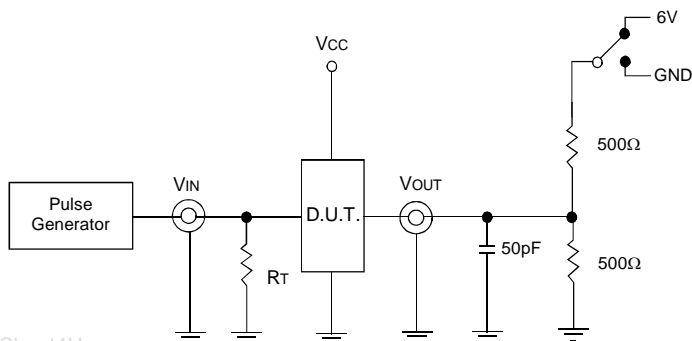 6V
GND
VCC
500Ω
Pulse
Generator
VIN
D.U.T.
VOUT
RT
50pF
500Ω